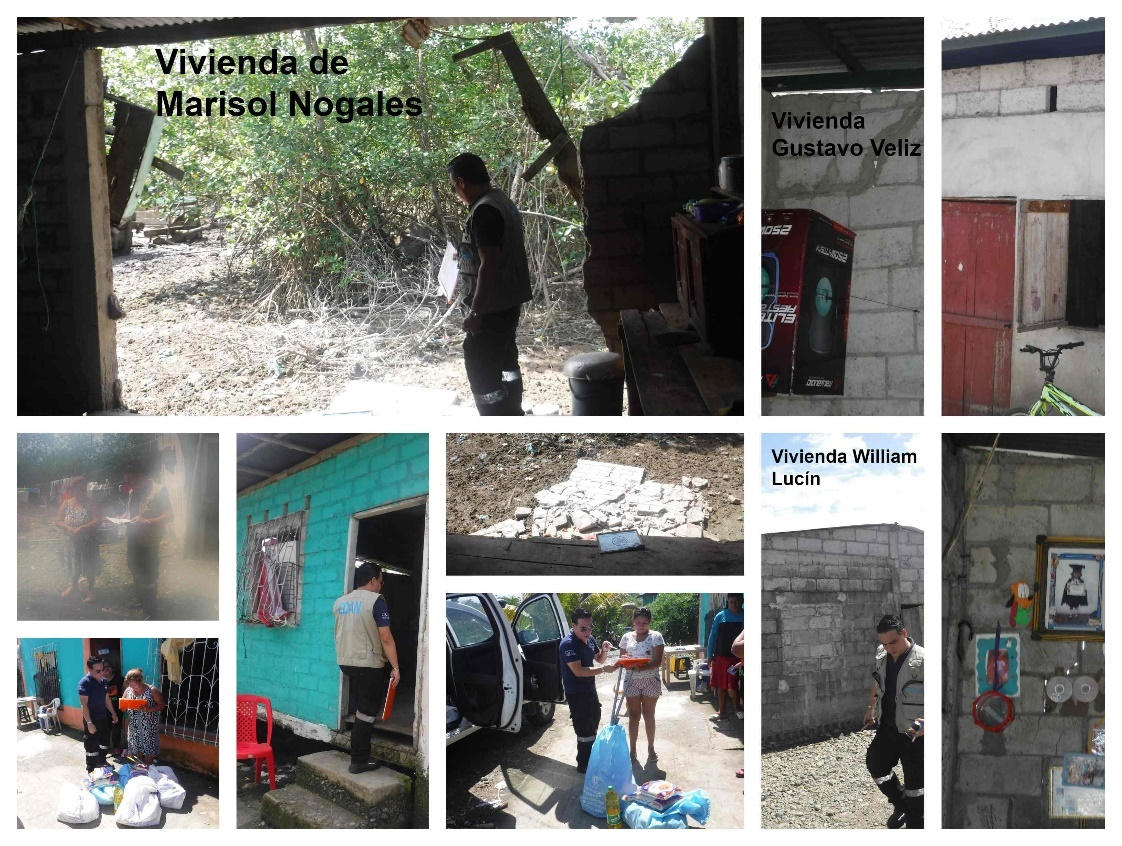 Vivienda de
Marisol Nogales
Vivienda
Gustavo Veliz
Vivienda William
Lucín